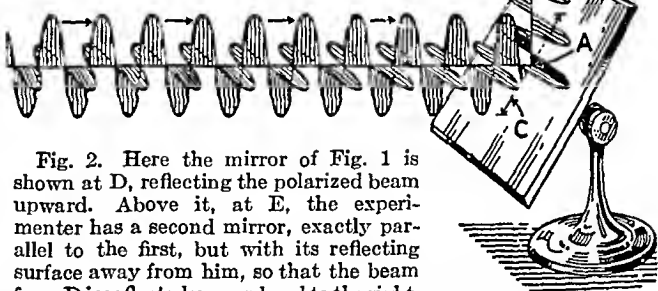 A
C
Fig. 2. Here the mirror of Fig. 1 is
shown at D, reflecting the polarized beam
upward. Above it, at E, the experi-
menter has a second mirror, exactly par-
allel to the first, but with its reflecting
surface away from him, so that the beam